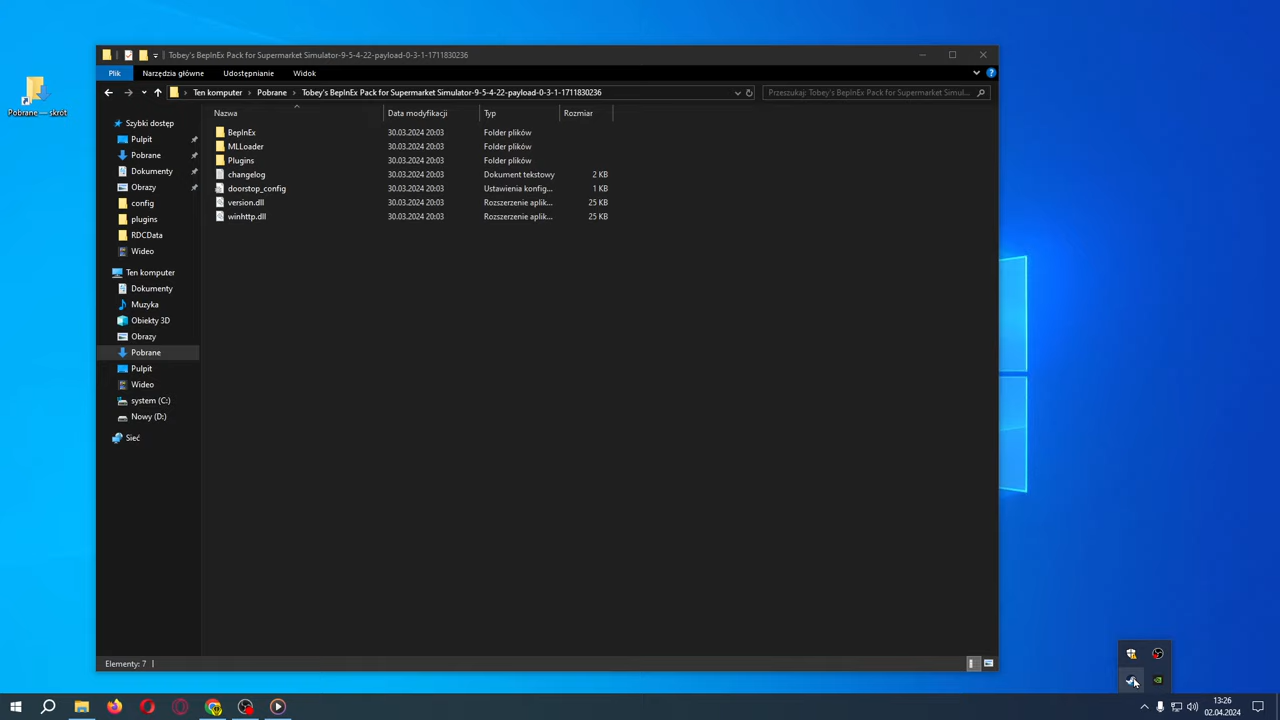 Pobrane — skrót
Tobey's BepInEx Pack for Supermarket Simulator-9-5-4-22-payload-0-3-1-1711830236
Plik
Narzędzia główne
Udostępnianie
Widok
Ten komputer
Pobrane
Tobey's BepInEx Pack for Supermarket Simulator-9-5-4-22-payload-0-3-1-1711830236
Przeszukaj: Tobey's BepInEx Pack for Supermarket Simul...
Nazwa
Data modyfikacji
Typ
Rozmiar
BepInEx 30.03.2024 20:03 Folder plików
MLLoader 30.03.2024 20:03 Folder plików
Plugins 30.03.2024 20:03 Folder plików
changelog 30.03.2024 20:03 Dokument tekstowy 2 KB
doorstop_config 30.03.2024 20:03 Ustawienia konfig... 1 KB
version.dll 30.03.2024 20:03 Rozszerzenie aplik... 25 KB
winhttp.dll 30.03.2024 20:03 Rozszerzenie aplik... 25 KB
Szybki dostęp
Pulpit
Pobrane
Dokumenty
Obrazy
config
plugins
RDCData
Wideo
Ten komputer
Dokumenty
Muzyka
Obiekty 3D
Obrazy
Pobrane
Pulpit
Wideo
system (C:)
Nowy (D:)
Sieć
Elementy: 7
13:26
02.04.2024